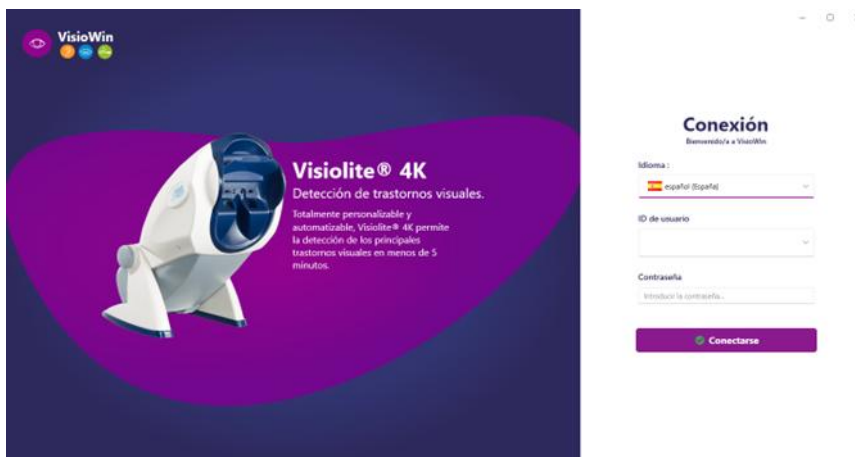 VisioWin
Visiolite® 4K
Detección de trastornos visuales.
Totalmente personalizable y
automatizable, Visiolite® 4K permite
la detección de los principales
trastornos visuales en menos de 5
minutos.
Conexión
Bienvenido/a a VisioWin
Idioma :
español (España)
ID de usuario
Contraseña
Introducir la contraseña...
Conectarse